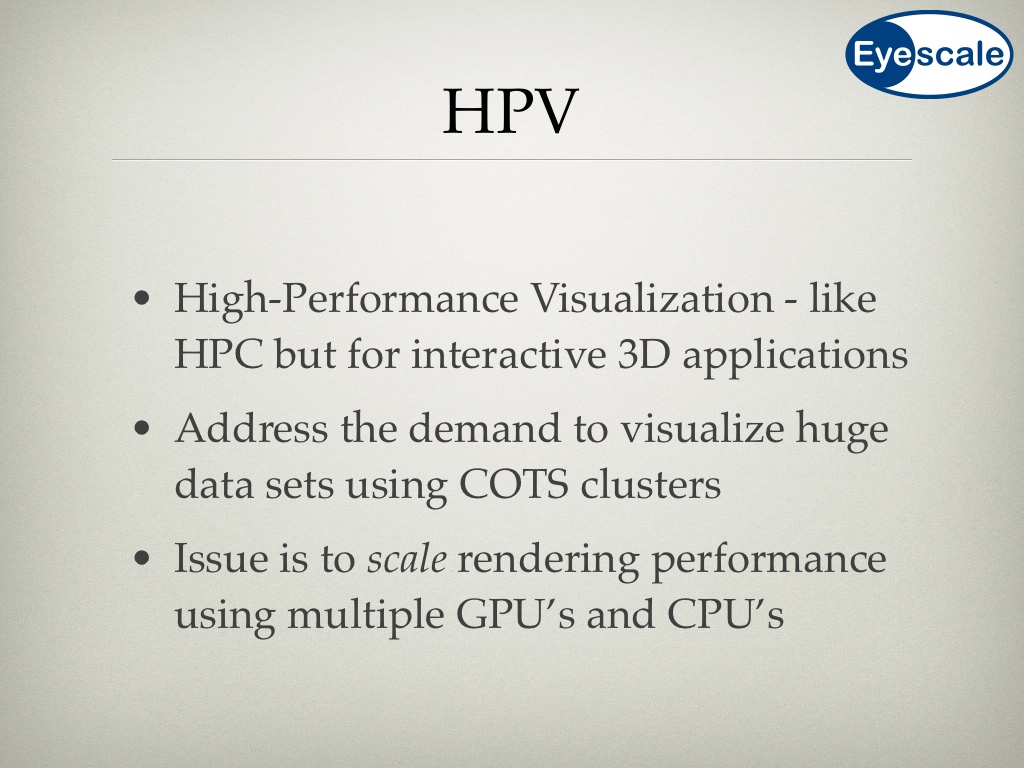 Eyescale
HPV
• High-Performance Visualization - like
HPC but for interactive 3D applications
• Address the demand to visualize huge
data sets using COTS clusters
• Issue is to scale rendering performance
using multiple GPU’s and CPU’s